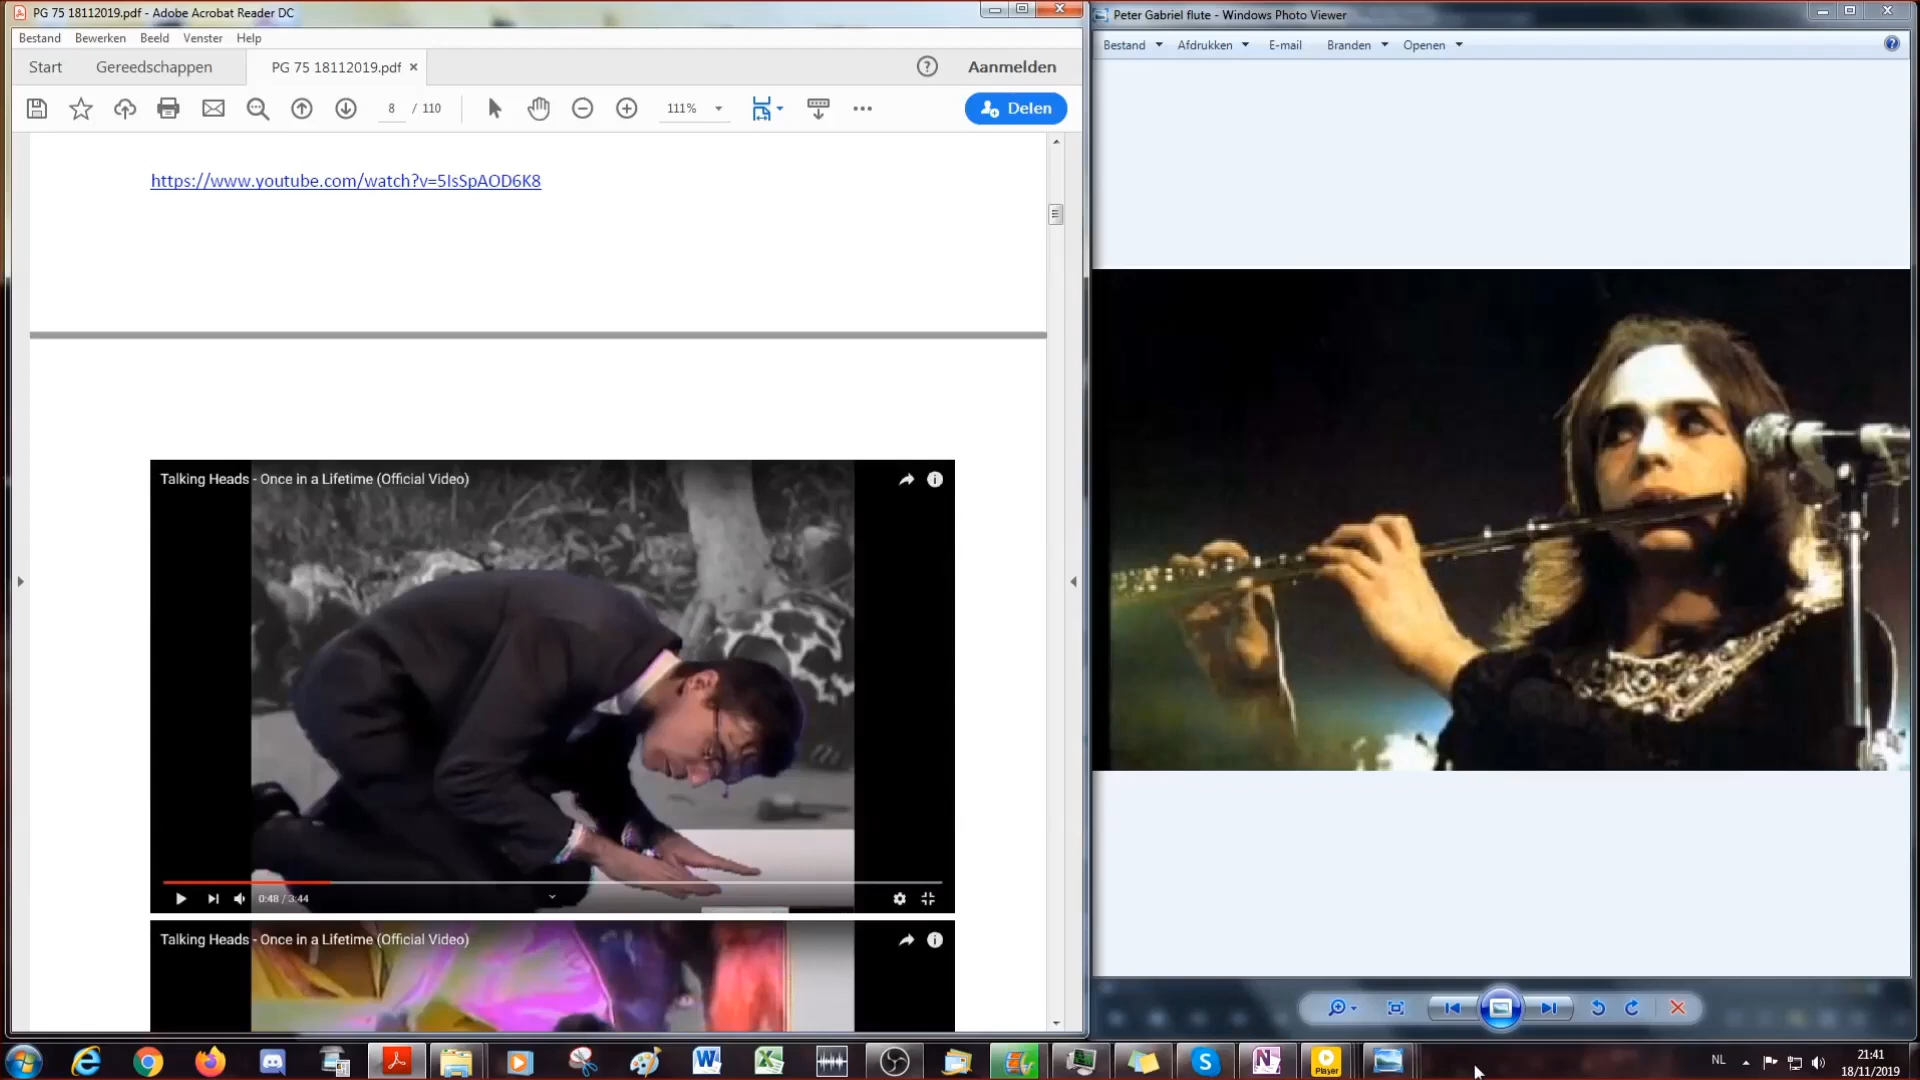 PG 75 18112019.pdf - Adobe Acrobat Reader DC
Bestand Bewerken Beeld Venster Help
Start Gereedschappen PG 75 18112019.pdf × Aanmelden
8 / 110 111% Delen
https://www.youtube.com/watch?v=5IsSpAOD6K8
Talking Heads - Once in a Lifetime (Official Video)
0:48 / 3:44
Talking Heads - Once in a Lifetime (Official Video)
Peter Gabriel flute - Windows Photo Viewer
Bestand Afdrukken E-mail Branden Openen
Player
NL
21:41
18/11/2019